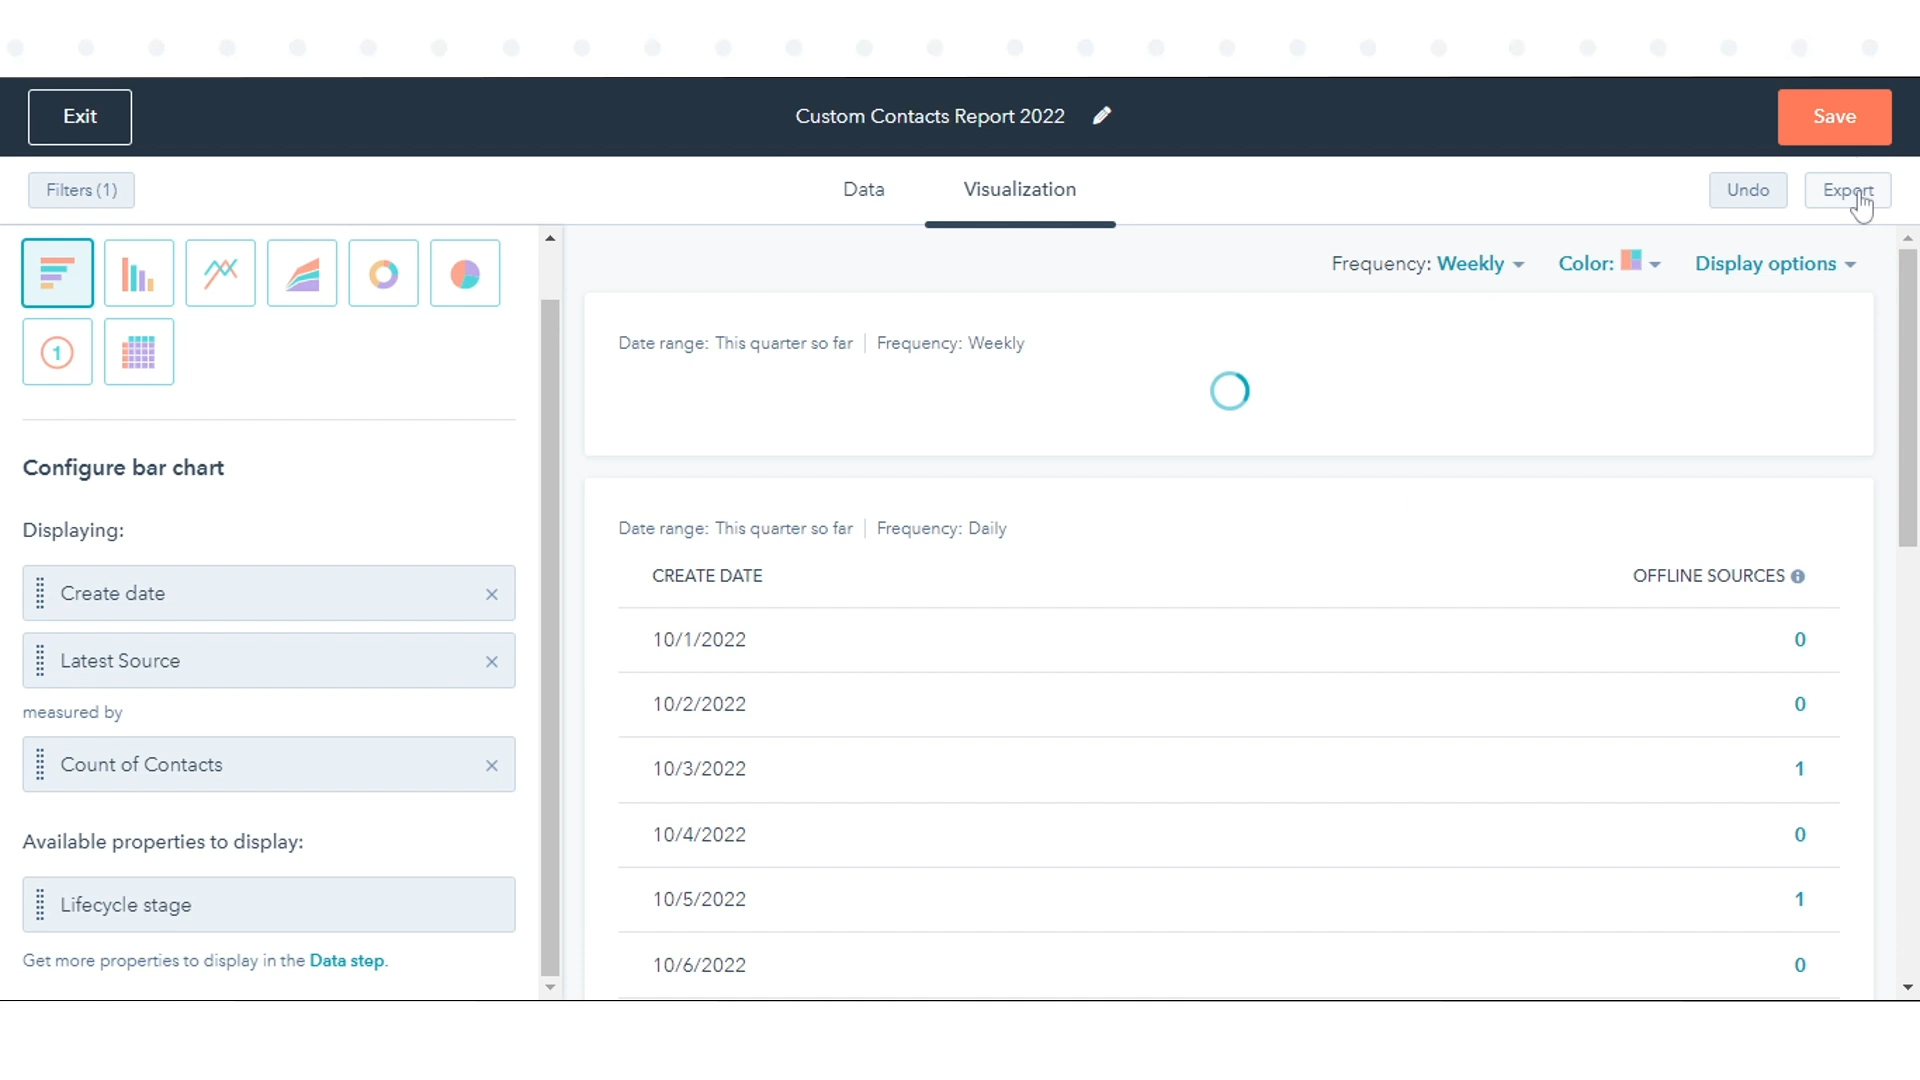 Exit
Custom Contacts Report 2022
Save
Filters (1)
Data
Visualization
Undo
Export
Frequency: Weekly
Color:
Display options
1
Date range: This quarter so far
Frequency: Weekly
Configure bar chart
Displaying:
Create date
Latest Source
measured by
Count of Contacts
Available properties to display:
Lifecycle stage
Get more properties to display in the Data step.
Date range: This quarter so far
Frequency: Daily
CREATE DATE
OFFLINE SOURCES
10/1/2022
0
10/2/2022
0
10/3/2022
1
10/4/2022
0
10/5/2022
1
10/6/2022
0